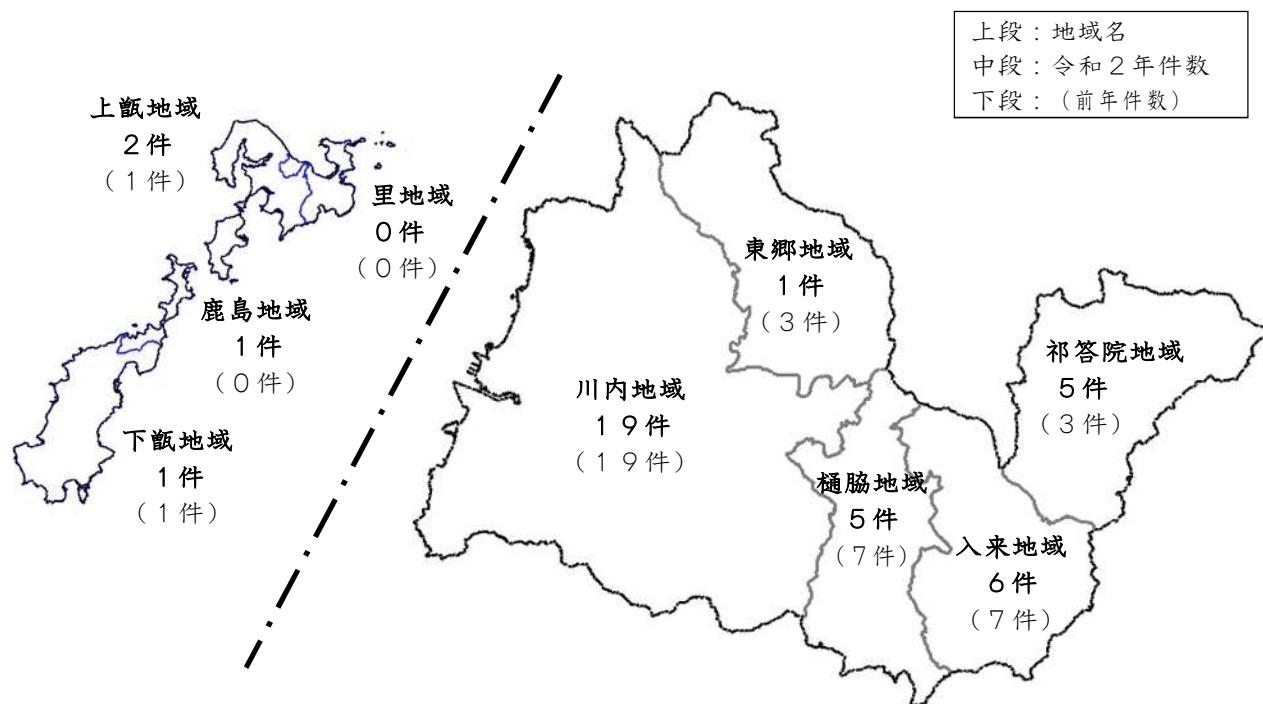 上段：地域名
中段：令和２年件数
下段：（前年件数）
上甑地域
２件
（１件）
里地域
０件
（０件）
鹿島地域
１件
（０件）
下甑地域
１件
（１件）
東郷地域
１件
（３件）
祁答院地域
５件
（３件）
川内地域
１９件
（１９件）
樋脇地域
５件
（７件）
入来地域
６件
（７件）